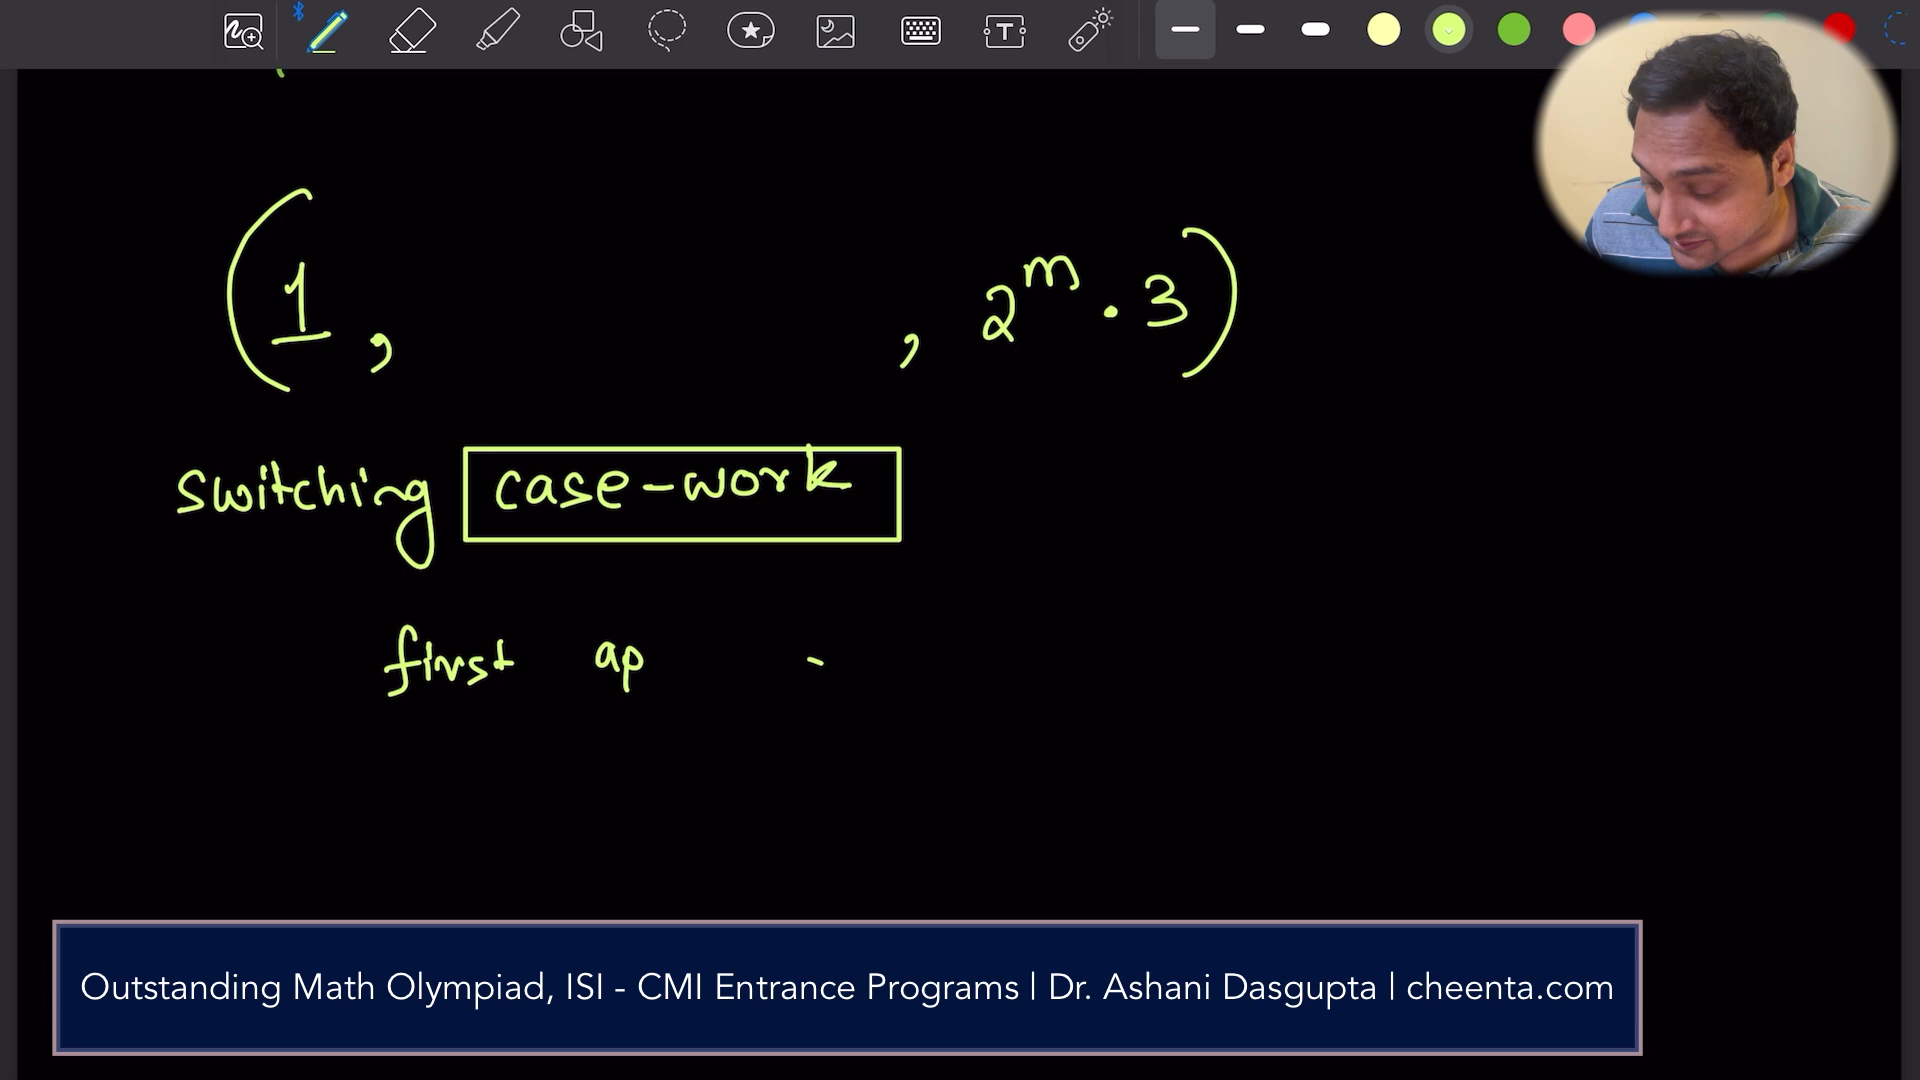 (1, , 2^m · 3)
switching case-work
first ap
Outstanding Math Olympiad, ISI - CMI Entrance Programs | Dr. Ashani Dasgupta | cheenta.com